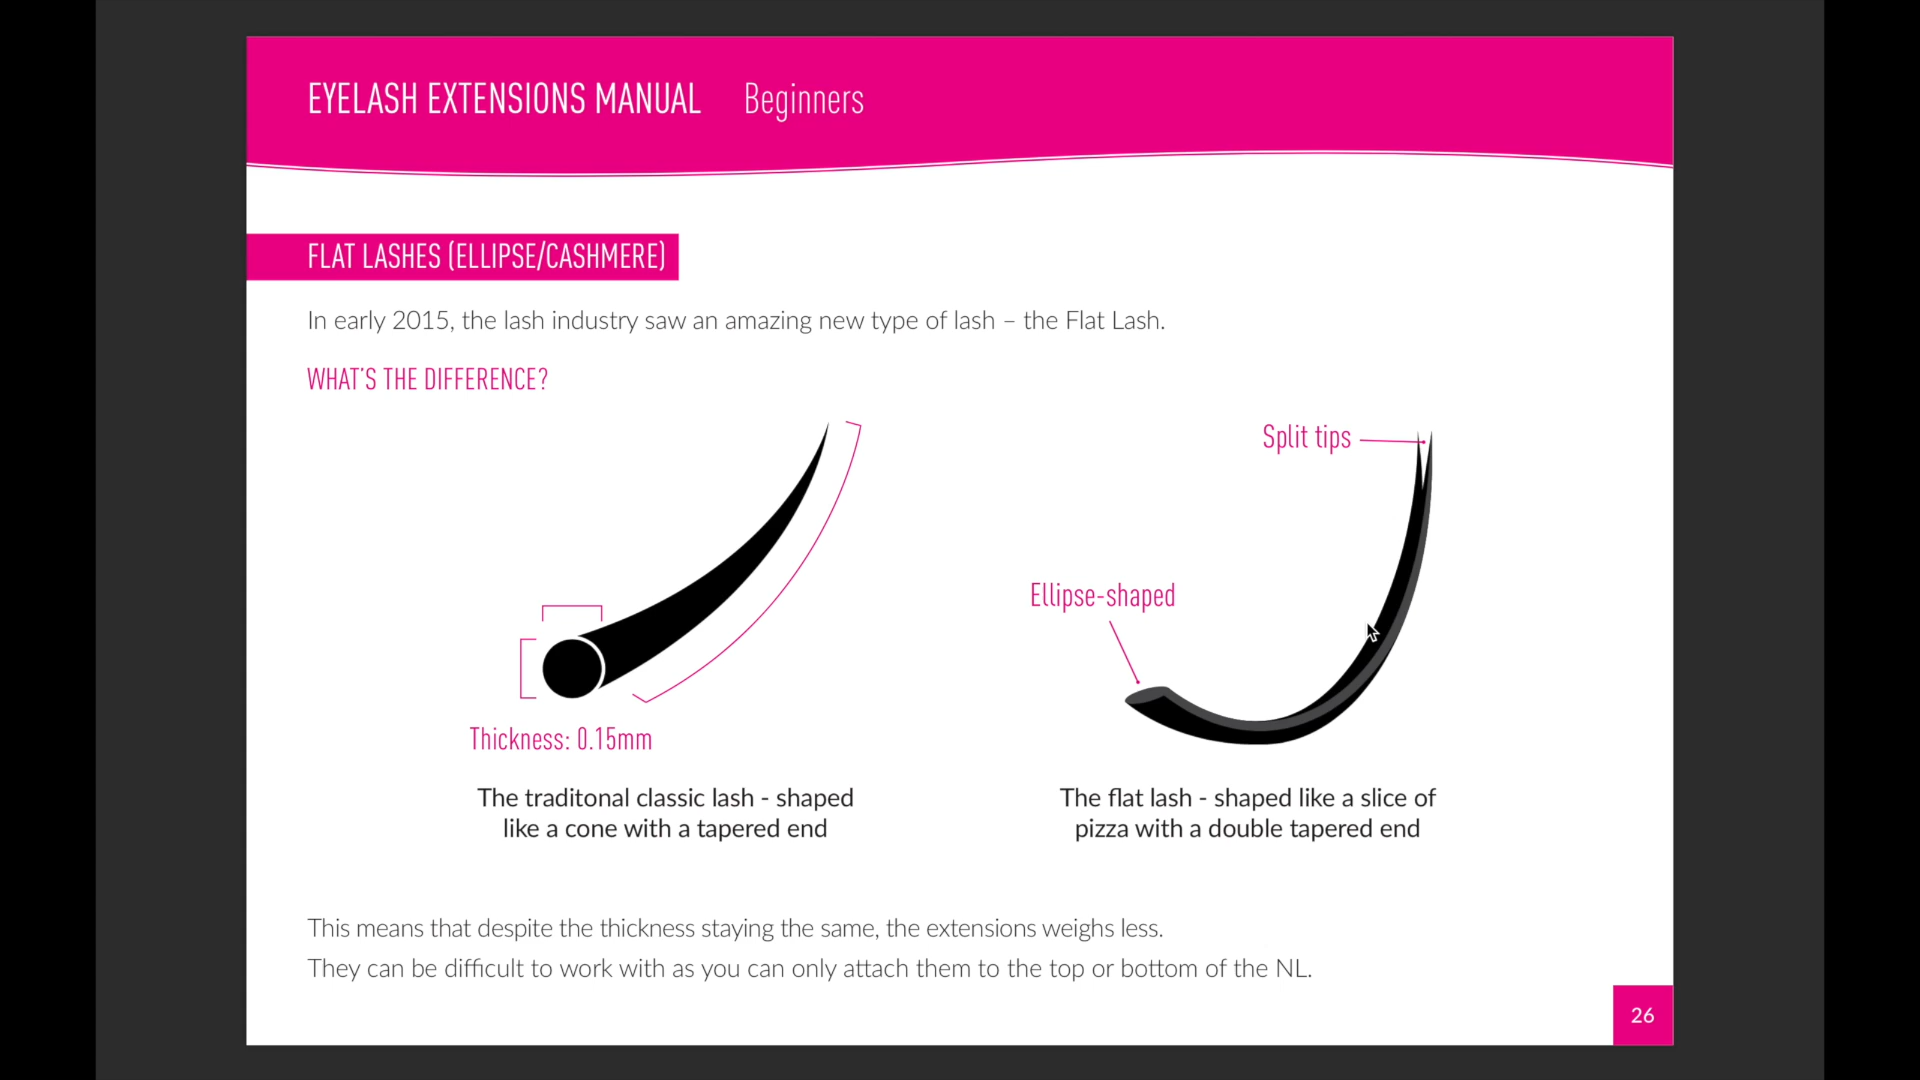 EYELASH EXTENSIONS MANUAL Beginners
FLAT LASHES (ELLIPSE/CASHMERE)
In early 2015, the lash industry saw an amazing new type of lash – the Flat Lash.
WHAT'S THE DIFFERENCE?
Split tips
Ellipse-shaped
Thickness: 0.15mm
The traditonal classic lash - shaped
like a cone with a tapered end
The flat lash - shaped like a slice of
pizza with a double tapered end
This means that despite the thickness staying the same, the extensions weighs less.
They can be difficult to work with as you can only attach them to the top or bottom of the NL.
26